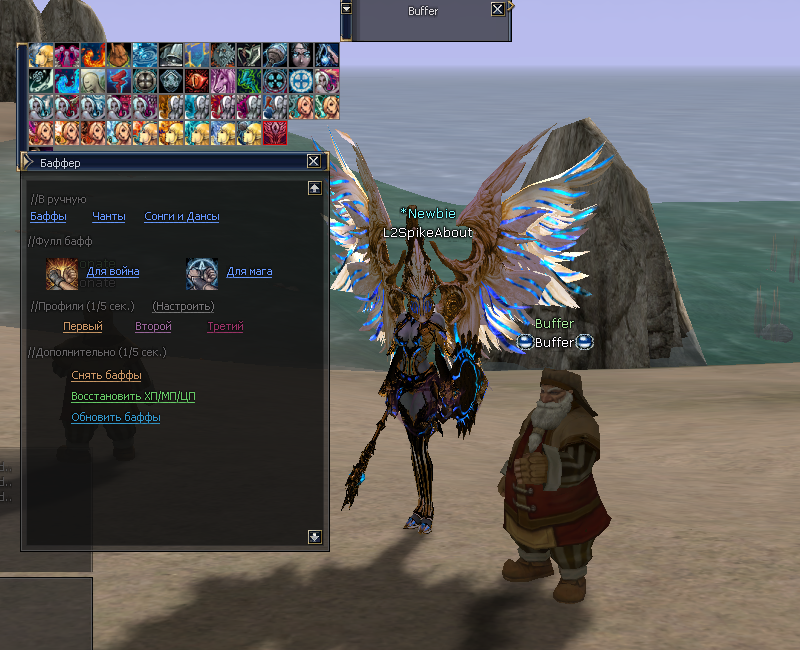 Buffer
Баффер
//В ручную
Баффы Чанты Сонги и Дансы
//Фулл бафф
Для война Для мага
//Профили (1/5 сек.) (Настроить)
Первый Второй Третий
//Дополнительно (1/5 сек.)
Снять баффы
Восстановить ХП/МП/ЦП
Обновить баффы
*Newbie
L2SpikeAbout
Buffer
Buffer